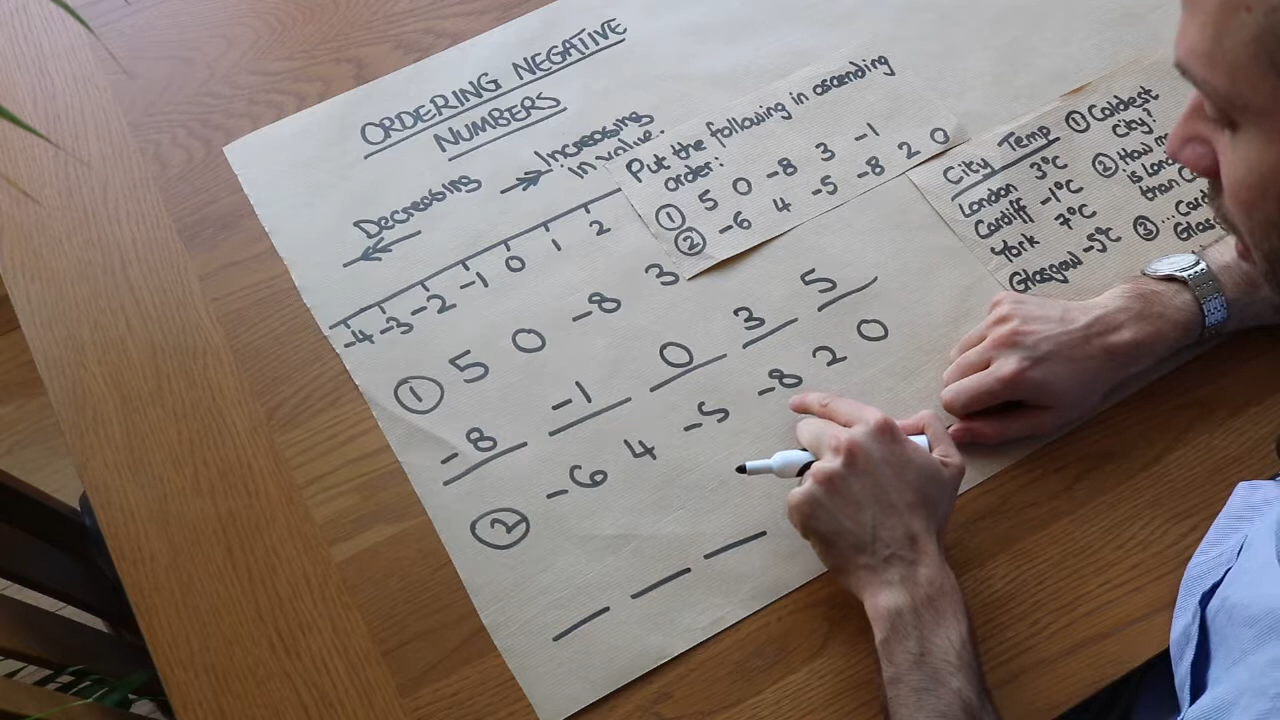 ORDERING NEGATIVE
NUMBERS
Decreasing
Increasing
in value.
-4 -3 -2 -1 0 1 2
Put the following in ascending
order:
① 5 0 -8 3 -1
② -6 4 -5 -8 2 0
City Temp
London 3°C
Cardiff -1°C
York 7°C
Glasgow -5°C
① Coldest
city?
② How
is
than
③ ...
① 5 0 -8 3
-8 -1 0 3 5
② -6 4 -5 -8 2 0